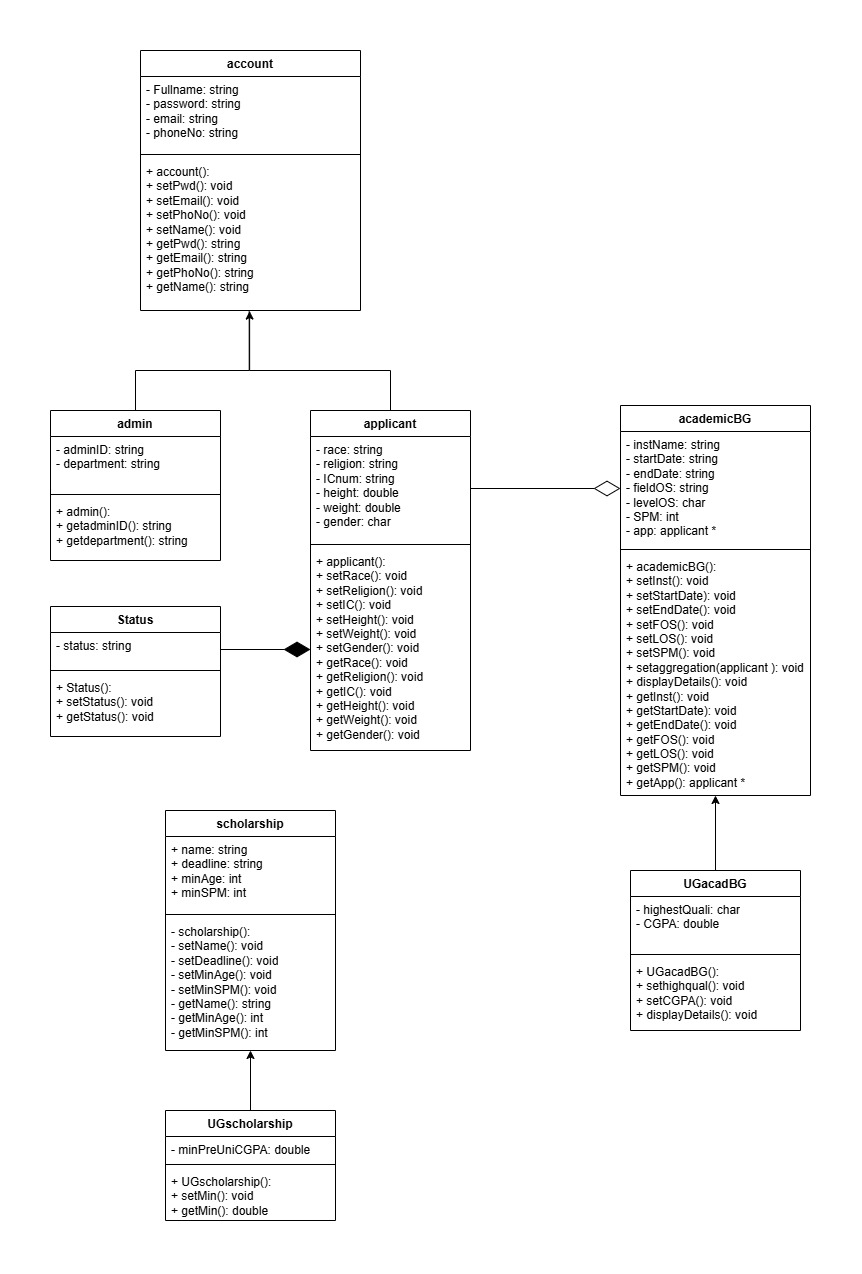 account
- Fullname: string
- password: string
- email: string
- phoneNo: string
+ account():
+ setPwd(): void
+ setEmail(): void
+ setPhoNo(): void
+ setName(): void
+ getPwd(): string
+ getEmail(): string
+ getPhoNo(): string
+ getName(): string
admin
- adminID: string
- department: string
+ admin():
+ getadminID(): string
+ getdepartment(): string
applicant
- race: string
- religion: string
- ICnum: string
- height: double
- weight: double
- gender: char
+ applicant():
+ setRace(): void
+ setReligion(): void
+ setIC(): void
+ setHeight(): void
+ setWeight(): void
+ setGender(): void
+ getRace(): void
+ getReligion(): void
+ getIC(): void
+ getHeight(): void
+ getWeight(): void
+ getGender(): void
academicBG
- instName: string
- startDate: string
- endDate: string
- fieldOS: string
- levelOS: char
- SPM: int
- app: applicant *
+ academicBG():
+ setInst(): void
+ setStartDate): void
+ setEndDate(): void
+ setFOS(): void
+ setLOS(): void
+ setSPM(): void
+ setaggregation(applicant ): void
+ displayDetails(): void
+ getInst(): void
+ getStartDate): void
+ getEndDate(): void
+ getFOS(): void
+ getLOS(): void
+ getSPM(): void
+ getApp(): applicant *
Status
- status: string
+ Status():
+ setStatus(): void
+ getStatus(): void
scholarship
+ name: string
+ deadline: string
+ minAge: int
+ minSPM: int
- scholarship():
- setName(): void
- setDeadline(): void
- setMinAge(): void
- setMinSPM(): void
- getName(): string
- getMinAge(): int
- getMinSPM(): int
UGacadBG
- highestQuali: char
- CGPA: double
+ UGacadBG():
+ sethighqual(): void
+ setCGPA(): void
+ displayDetails(): void
UGscholarship
- minPreUniCGPA: double
+ UGscholarship():
+ setMin(): void
+ getMin(): double